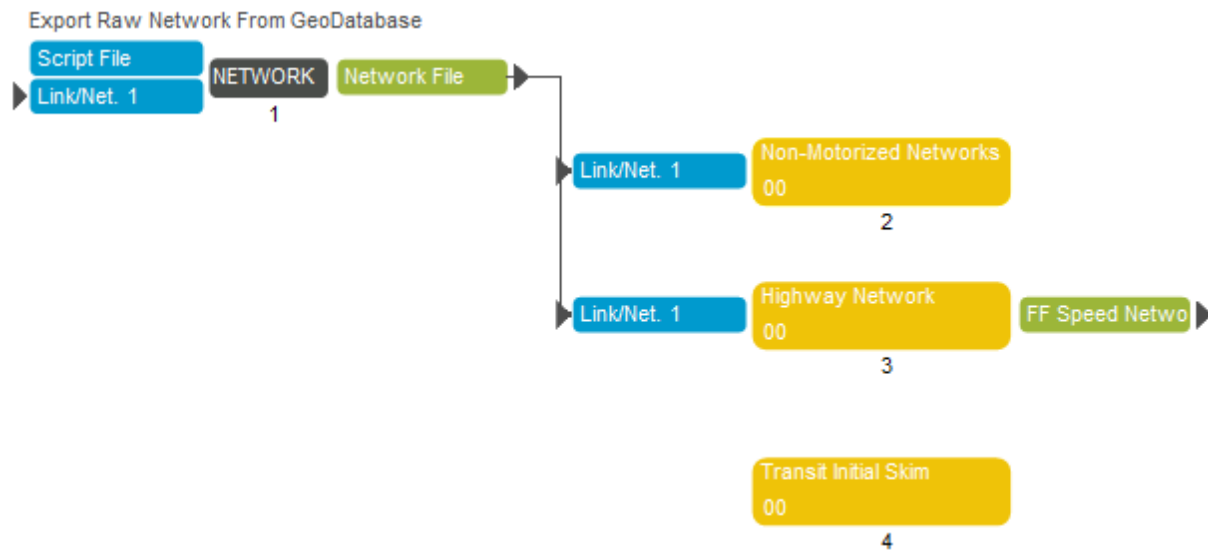 Export Raw Network From GeoDatabase
Script File
Link/Net. 1
NETWORK
1
Network File
Link/Net. 1
Non-Motorized Networks
00
2
Link/Net. 1
Highway Network
00
3
FF Speed Netwo
Transit Initial Skim
00
4